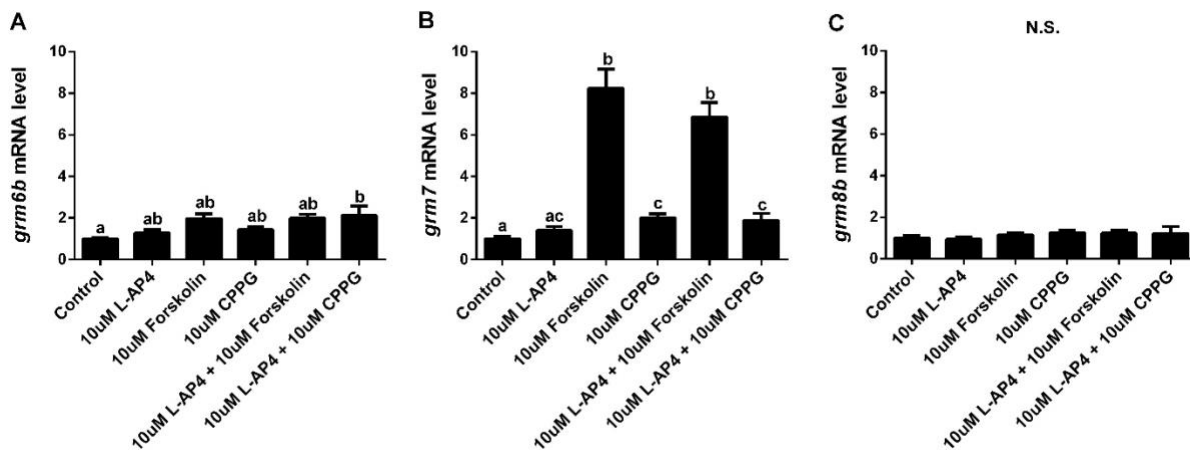 A
grm6b mRNA level
10
8
6
4
2
0
a
ab
ab
ab
ab
b
Control
10uM L-AP4
10uM Forskolin
10uM CPPG
10uM L-AP4 + 10uM Forskolin
10uM L-AP4 + 10uM CPPG
B
grm7 mRNA level
10
8
6
4
2
0
a
ac
b
c
b
c
Control
10uM L-AP4
10uM Forskolin
10uM CPPG
10uM L-AP4 + 10uM Forskolin
10uM L-AP4 + 10uM CPPG
C
N.S.
grm8b mRNA level
10
8
6
4
2
0
Control
10uM L-AP4
10uM Forskolin
10uM CPPG
10uM L-AP4 + 10uM Forskolin
10uM L-AP4 + 10uM CPPG